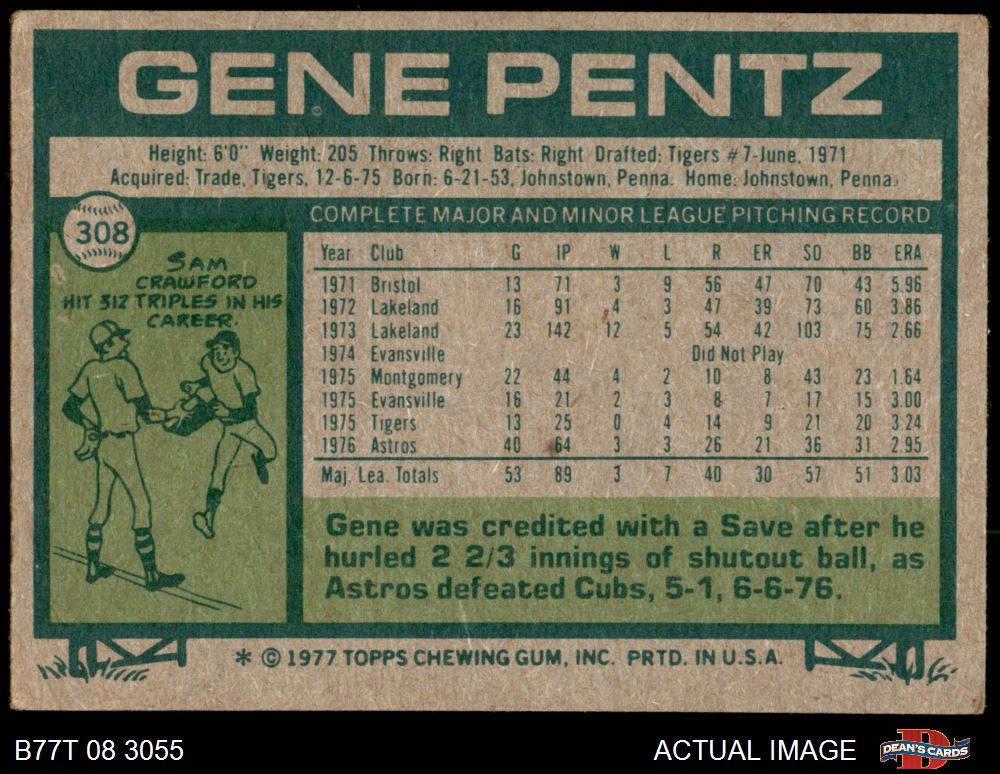 GENE PENTZ
Height: 6'0" Weight: 205 Throws: Right Bats: Right Drafted: Tigers #7-June, 1971
Acquired: Trade, Tigers, 12-6-75 Born: 6-21-53, Johnstown, Penna. Home: Johnstown, Penna.
308
SAM
CRAWFORD
HIT 312 TRIPLES IN HIS
CAREER.
COMPLETE MAJOR AND MINOR LEAGUE PITCHING RECORD
Year Club G IP W L R ER SO BB ERA
1971 Bristol 13 71 3 9 56 47 70 43 5.96
1972 Lakeland 16 91 4 3 47 39 73 60 3.86
1973 Lakeland 23 142 12 5 54 42 103 75 2.66
1974 Evansville Did Not Play
1975 Montgomery 22 44 4 2 10 8 43 23 1.64
1975 Evansville 16 21 2 3 8 7 17 15 3.00
1975 Tigers 13 25 0 4 14 9 21 20 3.24
1976 Astros 40 64 3 3 26 21 36 31 2.95
Maj. Lea. Totals 53 89 3 7 40 30 57 51 3.03
Gene was credited with a Save after he
hurled 2 2/3 innings of shutout ball, as
Astros defeated Cubs, 5-1, 6-6-76.
* © 1977 TOPPS CHEWING GUM, INC. PRTD. IN U.S.A.
B77T 08 3055
ACTUAL IMAGE
B
DEAN'S CARDS